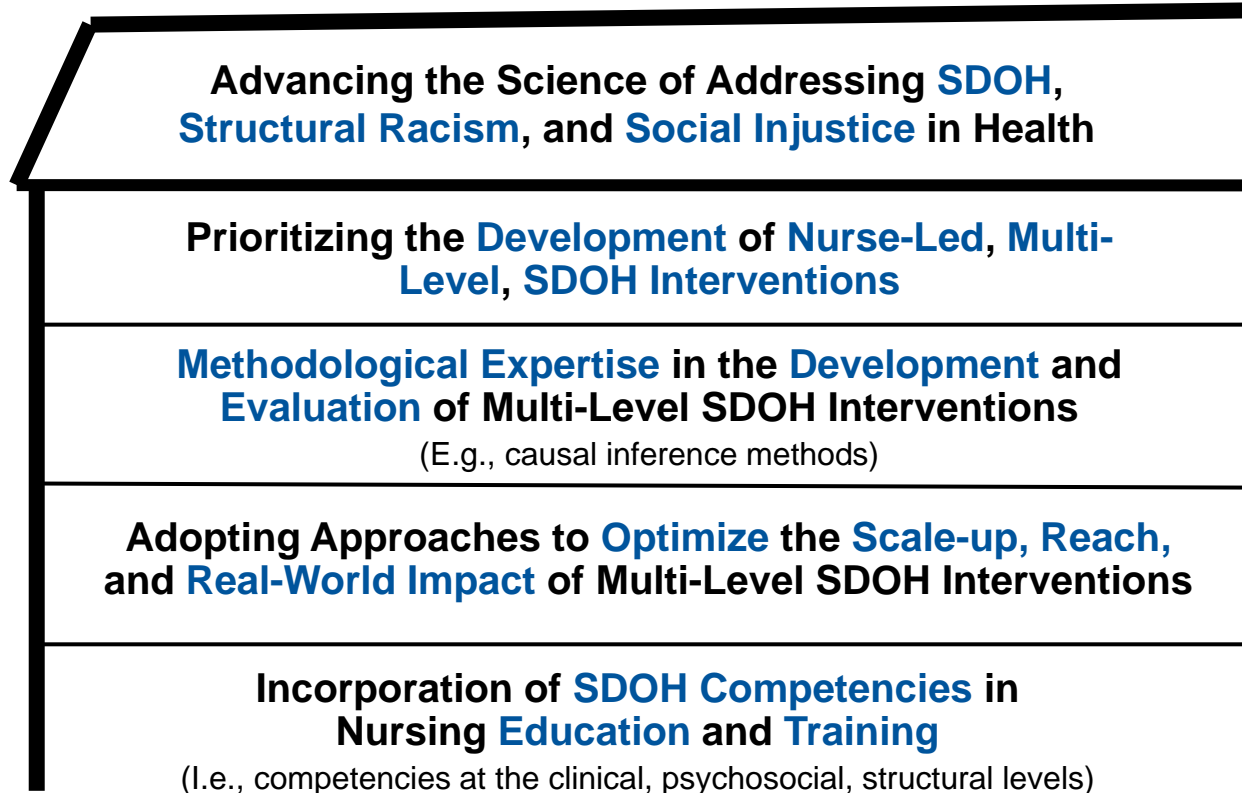 Advancing the Science of Addressing SDOH,
Structural Racism, and Social Injustice in Health
Prioritizing the Development of Nurse-Led, Multi-
Level, SDOH Interventions
Methodological Expertise in the Development and
Evaluation of Multi-Level SDOH Interventions
(E.g., causal inference methods)
Adopting Approaches to Optimize the Scale-up, Reach,
and Real-World Impact of Multi-Level SDOH Interventions
Incorporation of SDOH Competencies in
Nursing Education and Training
(I.e., competencies at the clinical, psychosocial, structural levels)